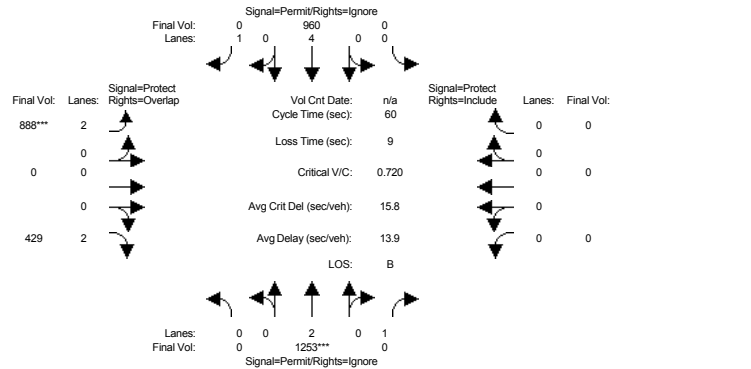 Signal=Permit/Rights=Ignore
Final Vol: 0 960 0
Lanes: 1 0 4 0 0
Signal=Protect
Final Vol: Lanes: Rights=Overlap
Vol Cnt Date: n/a
Signal=Protect
Rights=Include Lanes: Final Vol:
888*** 2
Cycle Time (sec): 60
0 0
0
Loss Time (sec): 9
0
0 0
Critical V/C: 0.720
0 0
0
Avg Crit Del (sec/veh): 15.8
0
429 2
Avg Delay (sec/veh): 13.9
0 0
LOS: B
Lanes: 0 0 2 0 1
Final Vol: 0 1253*** 0
Signal=Permit/Rights=Ignore